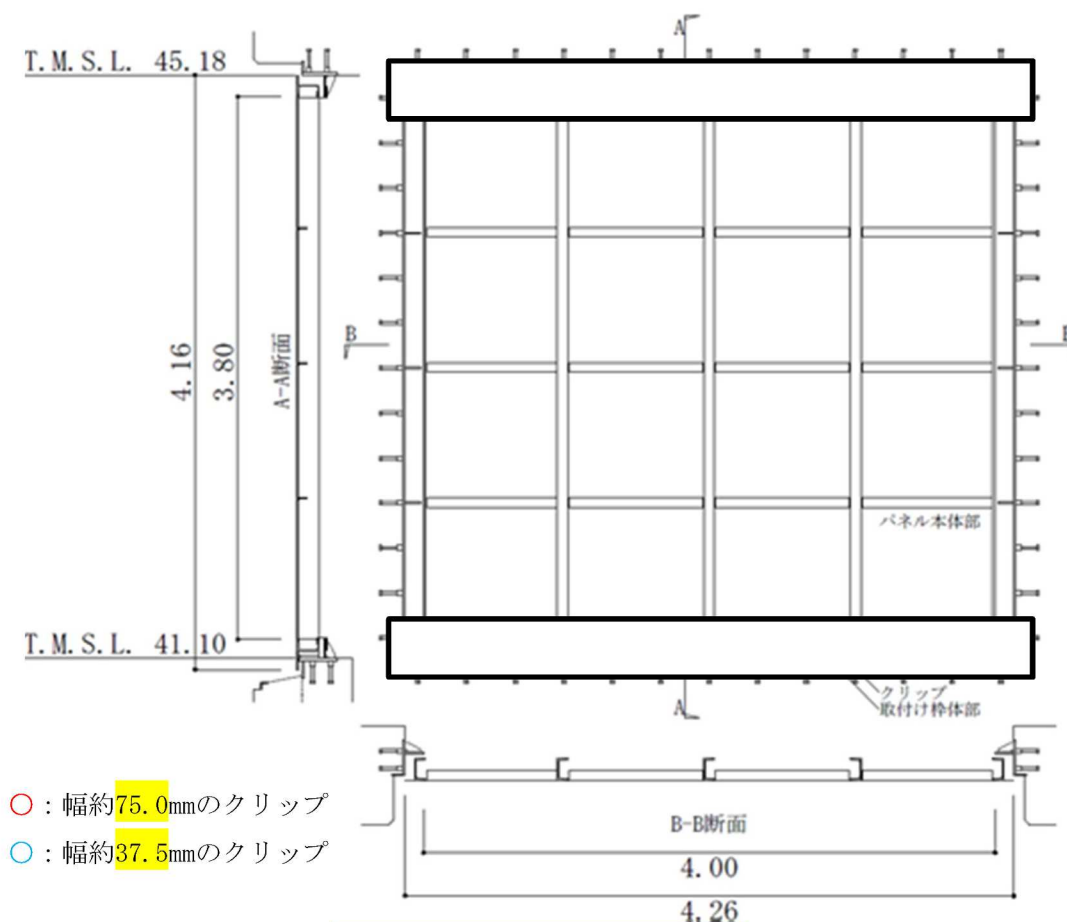 A
T.M.S.L. 45.18
B
4.16
3.80
A-A断面
パネル本体部
T.M.S.L. 41.10
A
クリップ
取付け枠体部
○：幅約75.0mmのクリップ
○：幅約37.5mmのクリップ
B-B断面
4.00
4.26